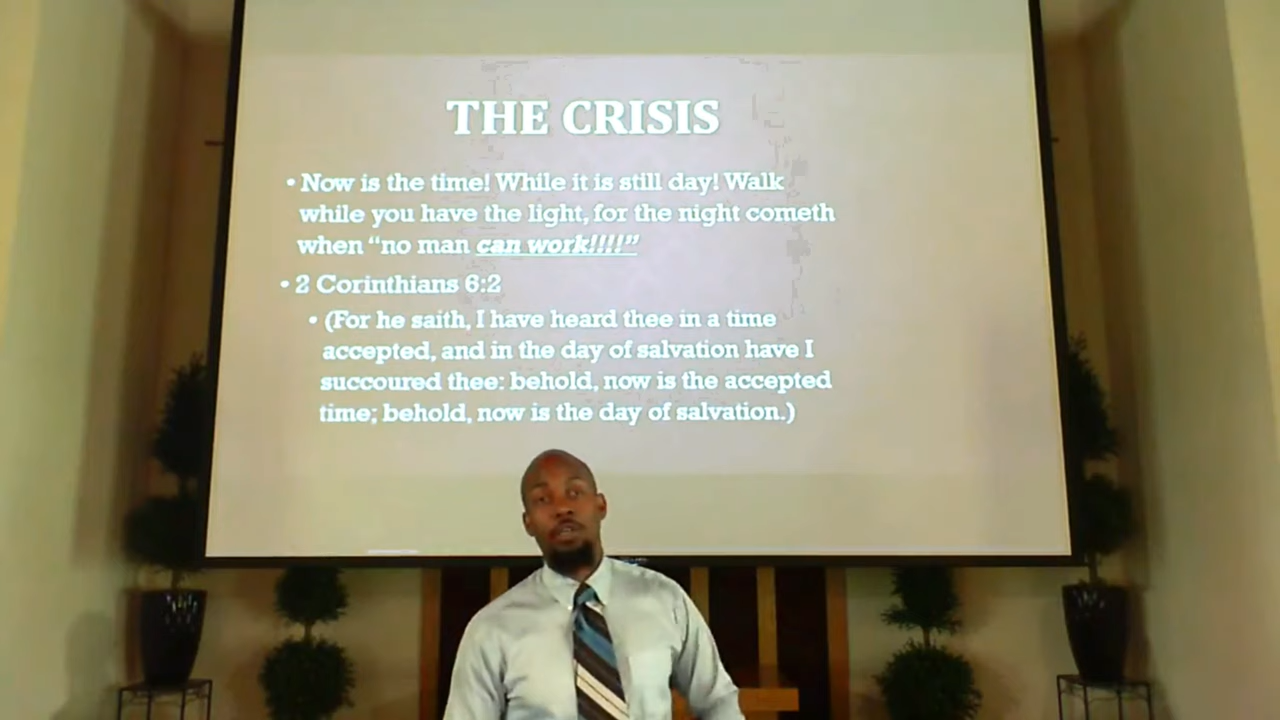 THE CRISIS
• Now is the time! While it is still day! Walk
while you have the light, for the night cometh
when “no man can work!!!!”
• 2 Corinthians 6:2
• (For he saith, I have heard thee in a time
accepted, and in the day of salvation have I
succoured thee: behold, now is the accepted
time; behold, now is the day of salvation.)